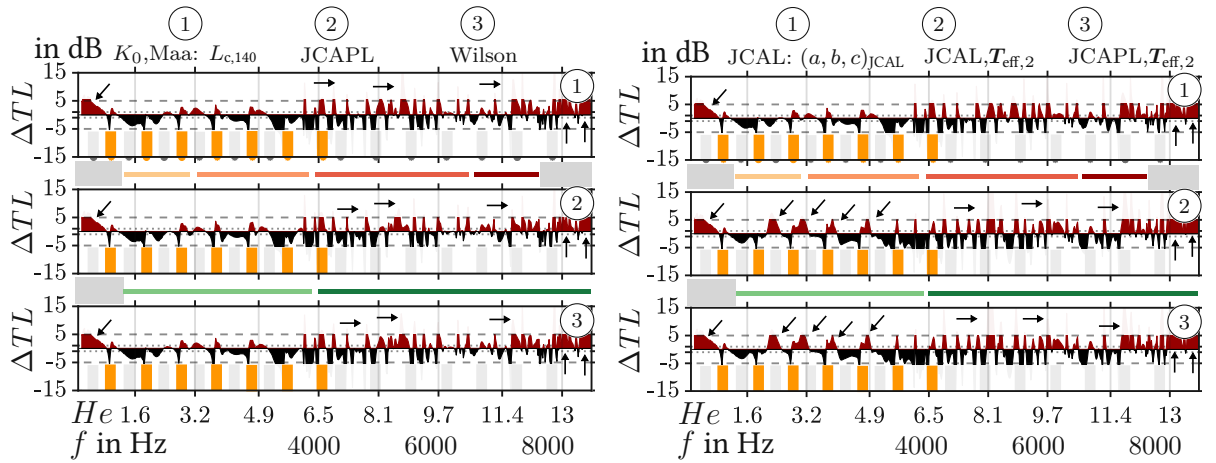 1 2 3
in dB K₀,Maa: L_c,140 JCAPL Wilson
15
5
-5
-15
ΔTL
1
15
5
-5
-15
ΔTL
2
15
5
-5
-15
ΔTL
3
He 1.6 3.2 4.9 6.5 8.1 9.7 11.4 13
f in Hz 4000 6000 8000
1 2 3
in dB JCAL: (a, b, c)_JCAL JCAL,T_eff,2 JCAPL,T_eff,2
15
5
-5
-15
ΔTL
1
15
5
-5
-15
ΔTL
2
15
5
-5
-15
ΔTL
3
He 1.6 3.2 4.9 6.5 8.1 9.7 11.4 13
f in Hz 4000 6000 8000